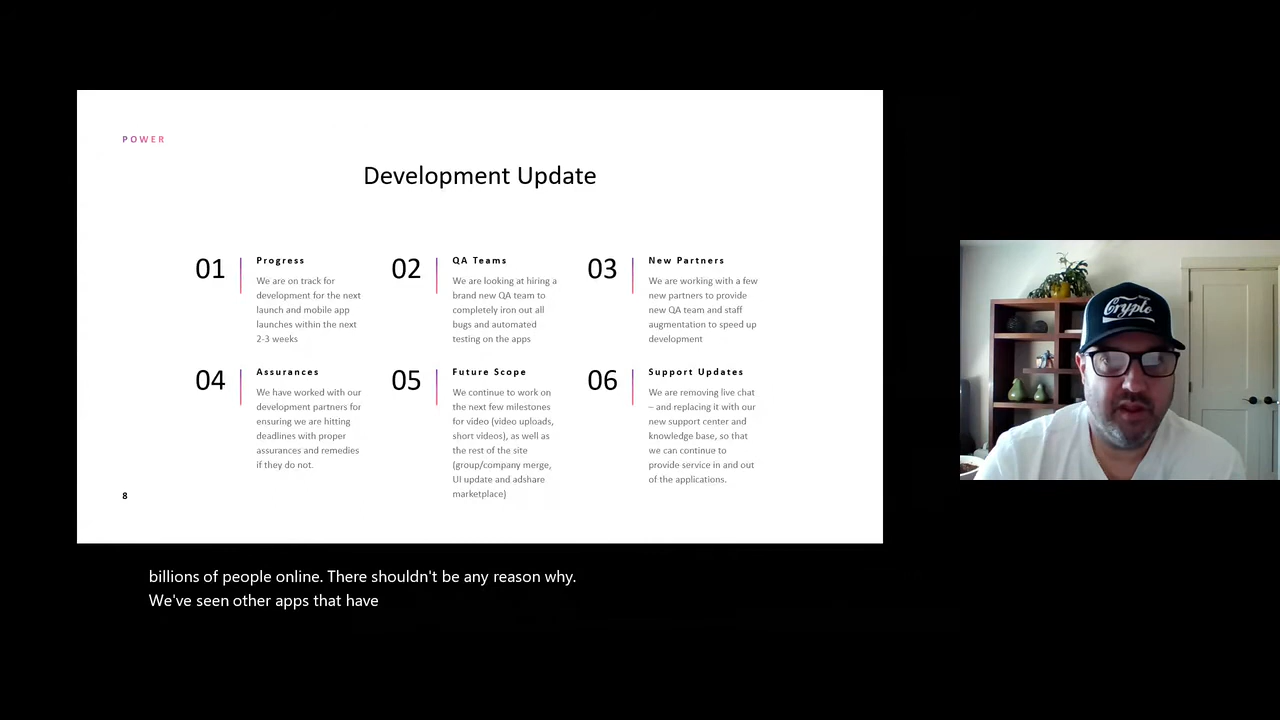 POWER
Development Update
01
Progress
We are on track for
development for the next
launch and mobile app
launches within the next
2-3 weeks
02
QA Teams
We are looking at hiring a
brand new QA team to
completely iron out all
bugs and automated
testing on the apps
03
New Partners
We are working with a few
new partners to provide
new QA team and staff
augmentation to speed up
development
04
Assurances
We have worked with our
development partners for
ensuring we are hitting
deadlines with proper
assurances and remedies
if they do not.
05
Future Scope
We continue to work on
the next few milestones
for video (video uploads,
short videos), as well as
the rest of the site
(group/company merge,
UI update and adshare
marketplace)
06
Support Updates
We are removing live chat
– and replacing it with our
new support center and
knowledge base, so that
we can continue to
provide service in and out
of the applications.
8
Crypto
billions of people online. There shouldn't be any reason why.
We've seen other apps that have